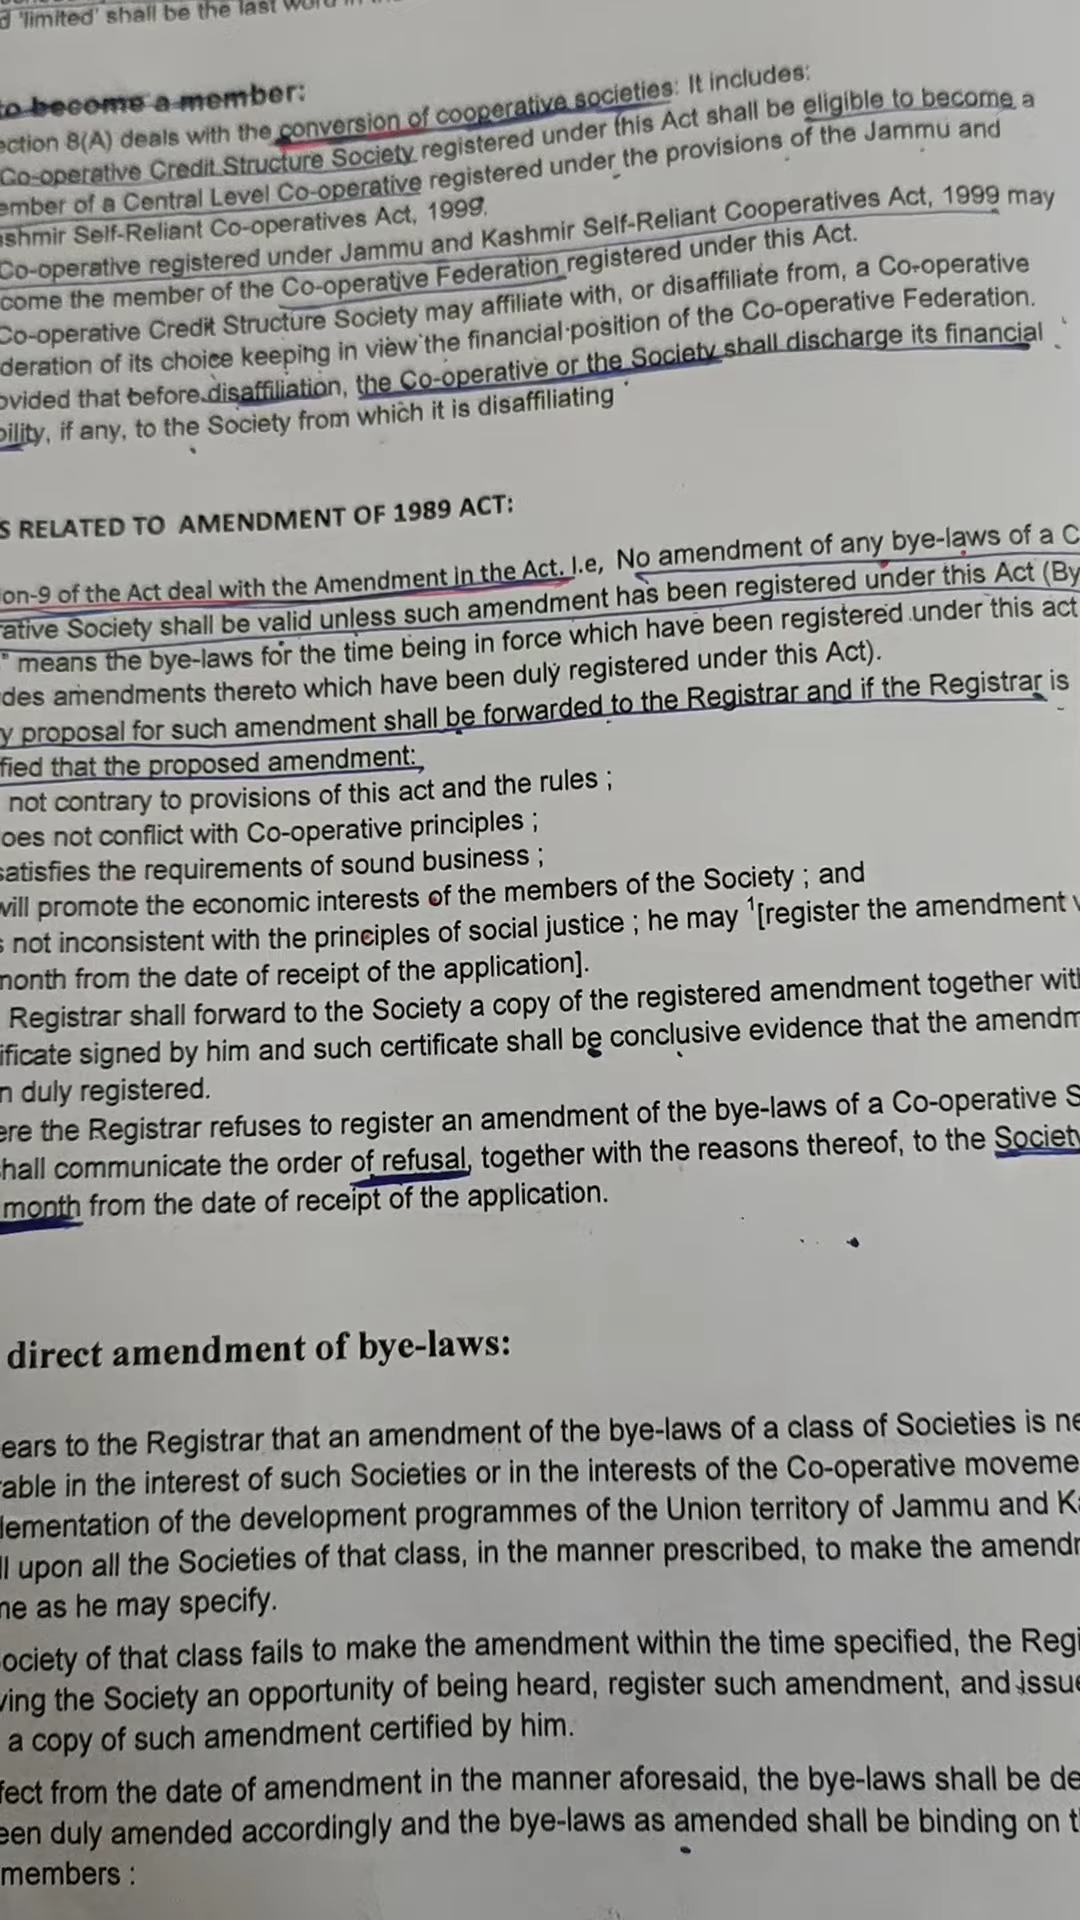 'limited' shall be the last word in
to become a member:
ection 8(A) deals with the conversion of cooperative societies: It includes:
Co-operative Credit Structure Society registered under this Act shall be eligible to become a
ember of a Central Level Co-operative registered under the provisions of the Jammu and
ashmir Self-Reliant Co-operatives Act, 1999.
Co-operative registered under Jammu and Kashmir Self-Reliant Cooperatives Act, 1999 may
come the member of the Co-operative Federation registered under this Act.
Co-operative Credit Structure Society may affiliate with, or disaffiliate from, a Co-operative
deration of its choice keeping in view the financial position of the Co-operative Federation.
ovided that before disaffiliation, the Co-operative or the Society shall discharge its financial
bility, if any, to the Society from which it is disaffiliating
S RELATED TO AMENDMENT OF 1989 ACT:
ion-9 of the Act deal with the Amendment in the Act. I.e, No amendment of any bye-laws of a C
rative Society shall be valid unless such amendment has been registered under this Act (By
" means the bye-laws for the time being in force which have been registered under this act
des amendments thereto which have been duly registered under this Act).
y proposal for such amendment shall be forwarded to the Registrar and if the Registrar is
fied that the proposed amendment:
not contrary to provisions of this act and the rules ;
oes not conflict with Co-operative principles ;
satisfies the requirements of sound business ;
will promote the economic interests of the members of the Society ; and
s not inconsistent with the principles of social justice ; he may ¹[register the amendment
month from the date of receipt of the application].
Registrar shall forward to the Society a copy of the registered amendment together with
ificate signed by him and such certificate shall be conclusive evidence that the amendm
n duly registered.
ere the Registrar refuses to register an amendment of the bye-laws of a Co-operative S
hall communicate the order of refusal, together with the reasons thereof, to the Society
month from the date of receipt of the application.
direct amendment of bye-laws:
ears to the Registrar that an amendment of the bye-laws of a class of Societies is ne
rable in the interest of such Societies or in the interests of the Co-operative moveme
lementation of the development programmes of the Union territory of Jammu and Ka
ll upon all the Societies of that class, in the manner prescribed, to make the amendm
me as he may specify.
ociety of that class fails to make the amendment within the time specified, the Regi
ving the Society an opportunity of being heard, register such amendment, and issue
a copy of such amendment certified by him.
fect from the date of amendment in the manner aforesaid, the bye-laws shall be de
een duly amended accordingly and the bye-laws as amended shall be binding on t
members :